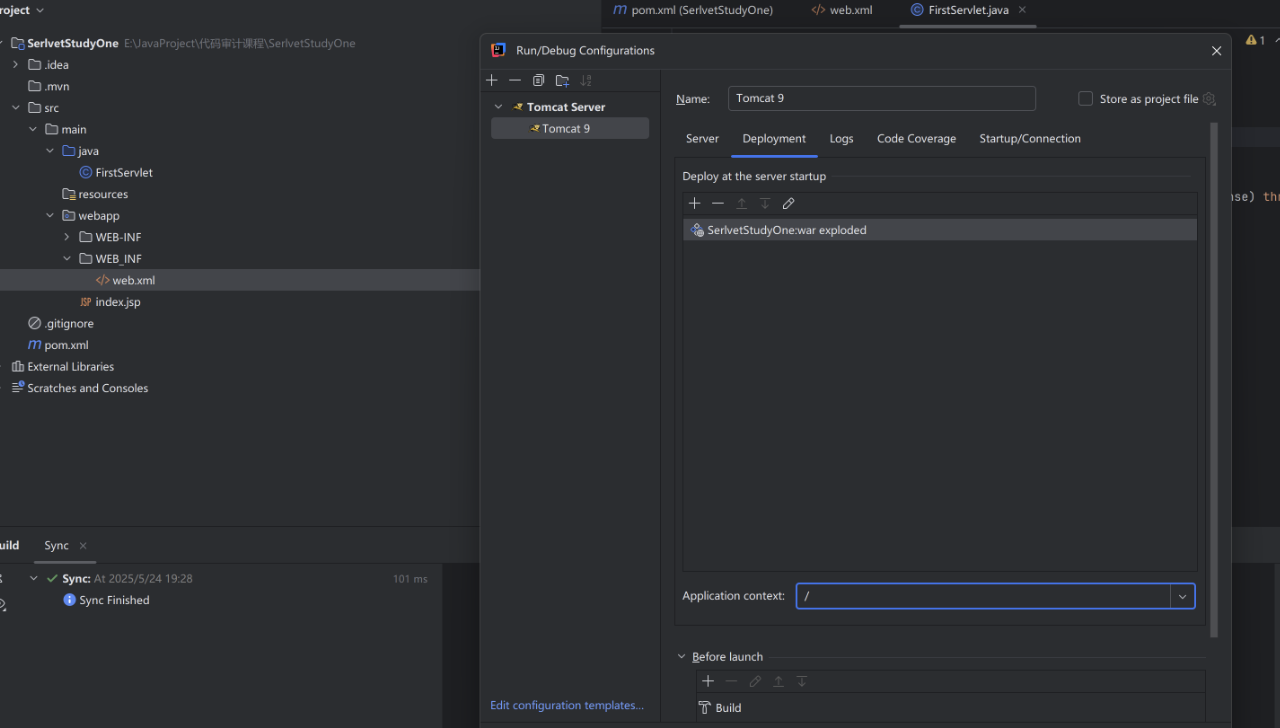 roject
pom.xml (SerlvetStudyOne)
web.xml
FirstServlet.java
SerlvetStudyOne E:\JavaProject\代码审计课程\SerlvetStudyOne
.idea
.mvn
src
main
java
FirstServlet
resources
webapp
WEB-INF
WEB_INF
web.xml
JSP index.jsp
.gitignore
pom.xml
External Libraries
Scratches and Consoles
1
Run/Debug Configurations
Tomcat Server
Tomcat 9
Edit configuration templates...
Name: Tomcat 9
Store as project file
Server Deployment Logs Code Coverage Startup/Connection
Deploy at the server startup
SerlvetStudyOne:war exploded
Application context: /
Before launch
Build
nse) thr
uild Sync
Sync: At 2025/5/24 19:28 101 ms
Sync Finished